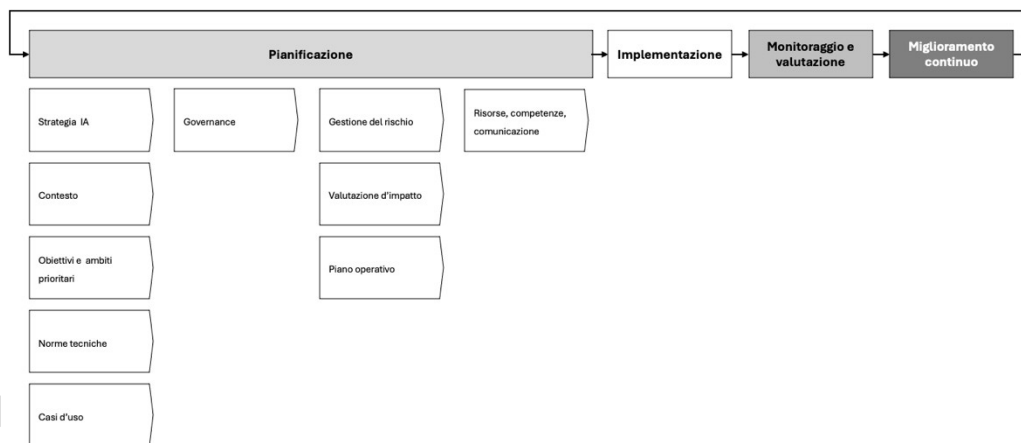 Pianificazione
Implementazione
Monitoraggio e
valutazione
Miglioramento
continuo
Strategia IA
Governance
Gestione del rischio
Risorse, competenze,
comunicazione
Contesto
Valutazione d'impatto
Obiettivi e ambiti
prioritari
Piano operativo
Norme tecniche
Casi d'uso